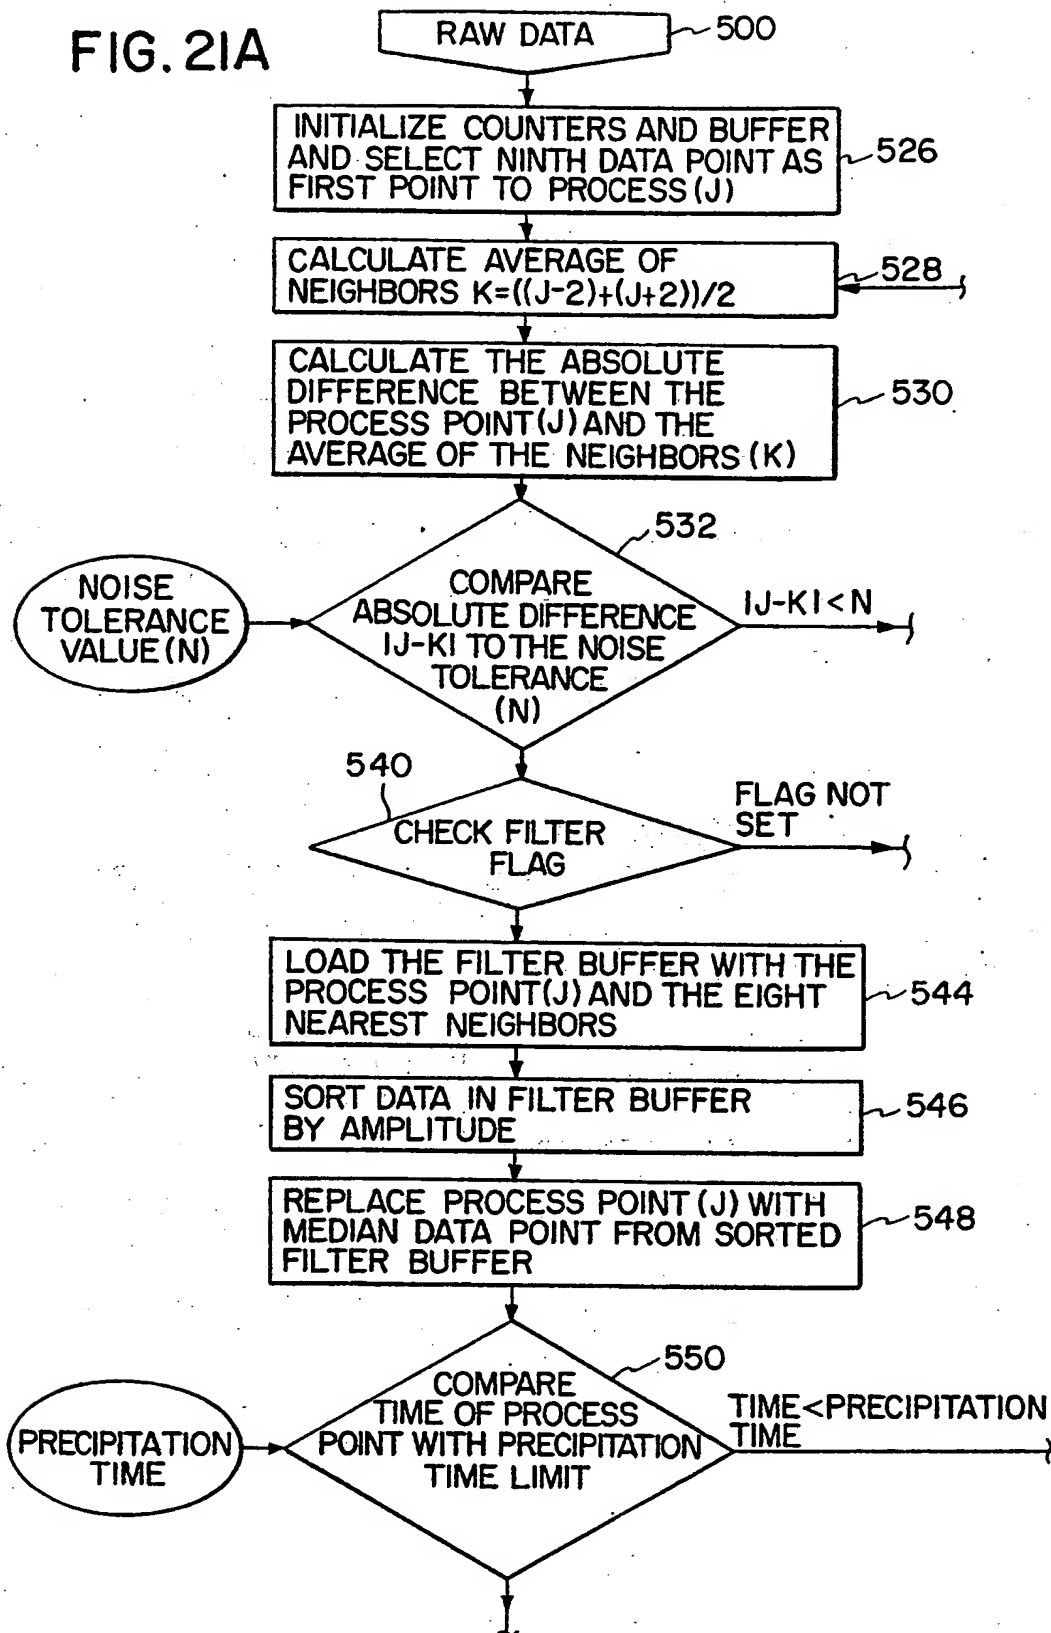 FIG. 21A
RAW DATA
500
INITIALIZE COUNTERS AND BUFFER
AND SELECT NINTH DATA POINT AS
FIRST POINT TO PROCESS (J)
526
CALCULATE AVERAGE OF
NEIGHBORS K=((J-2)+(J+2))/2
528
CALCULATE THE ABSOLUTE
DIFFERENCE BETWEEN THE
PROCESS POINT (J) AND THE
AVERAGE OF THE NEIGHBORS (K)
530
532
NOISE
TOLERANCE
VALUE (N)
COMPARE
ABSOLUTE DIFFERENCE
|J-K| TO THE NOISE
TOLERANCE
(N)
|J-K|<N
540
CHECK FILTER
FLAG
FLAG NOT
SET
LOAD THE FILTER BUFFER WITH THE
PROCESS POINT (J) AND THE EIGHT
NEAREST NEIGHBORS
544
SORT DATA IN FILTER BUFFER
BY AMPLITUDE
546
REPLACE PROCESS POINT (J) WITH
MEDIAN DATA POINT FROM SORTED
FILTER BUFFER
548
550
PRECIPITATION
TIME
COMPARE
TIME OF PROCESS
POINT WITH PRECIPITATION
TIME LIMIT
TIME<PRECIPITATION
TIME